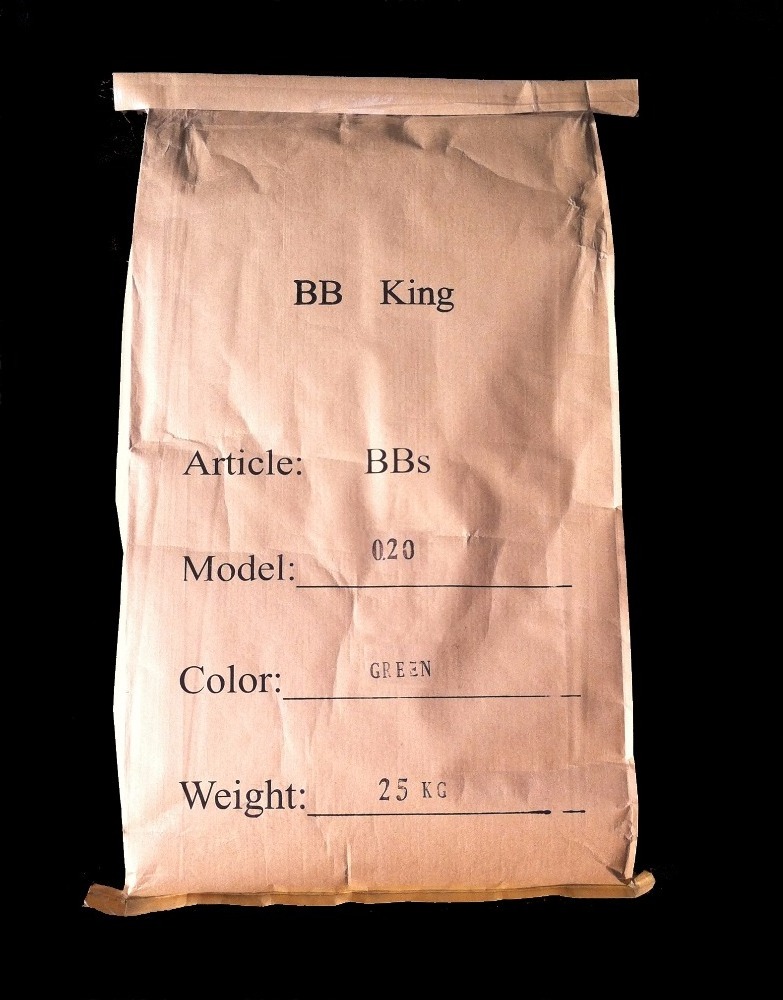 BB King
Article: BBs
Model: 0.20
Color: GREEN
Weight: 25 KG